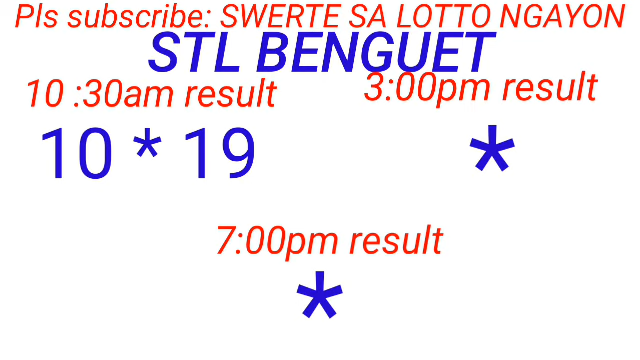 Pls subscribe: SWERTE SA LOTTO NGAYON
STL BENGUET
10 :30am result
3:00pm result
10 * 19
*
7:00pm result
*